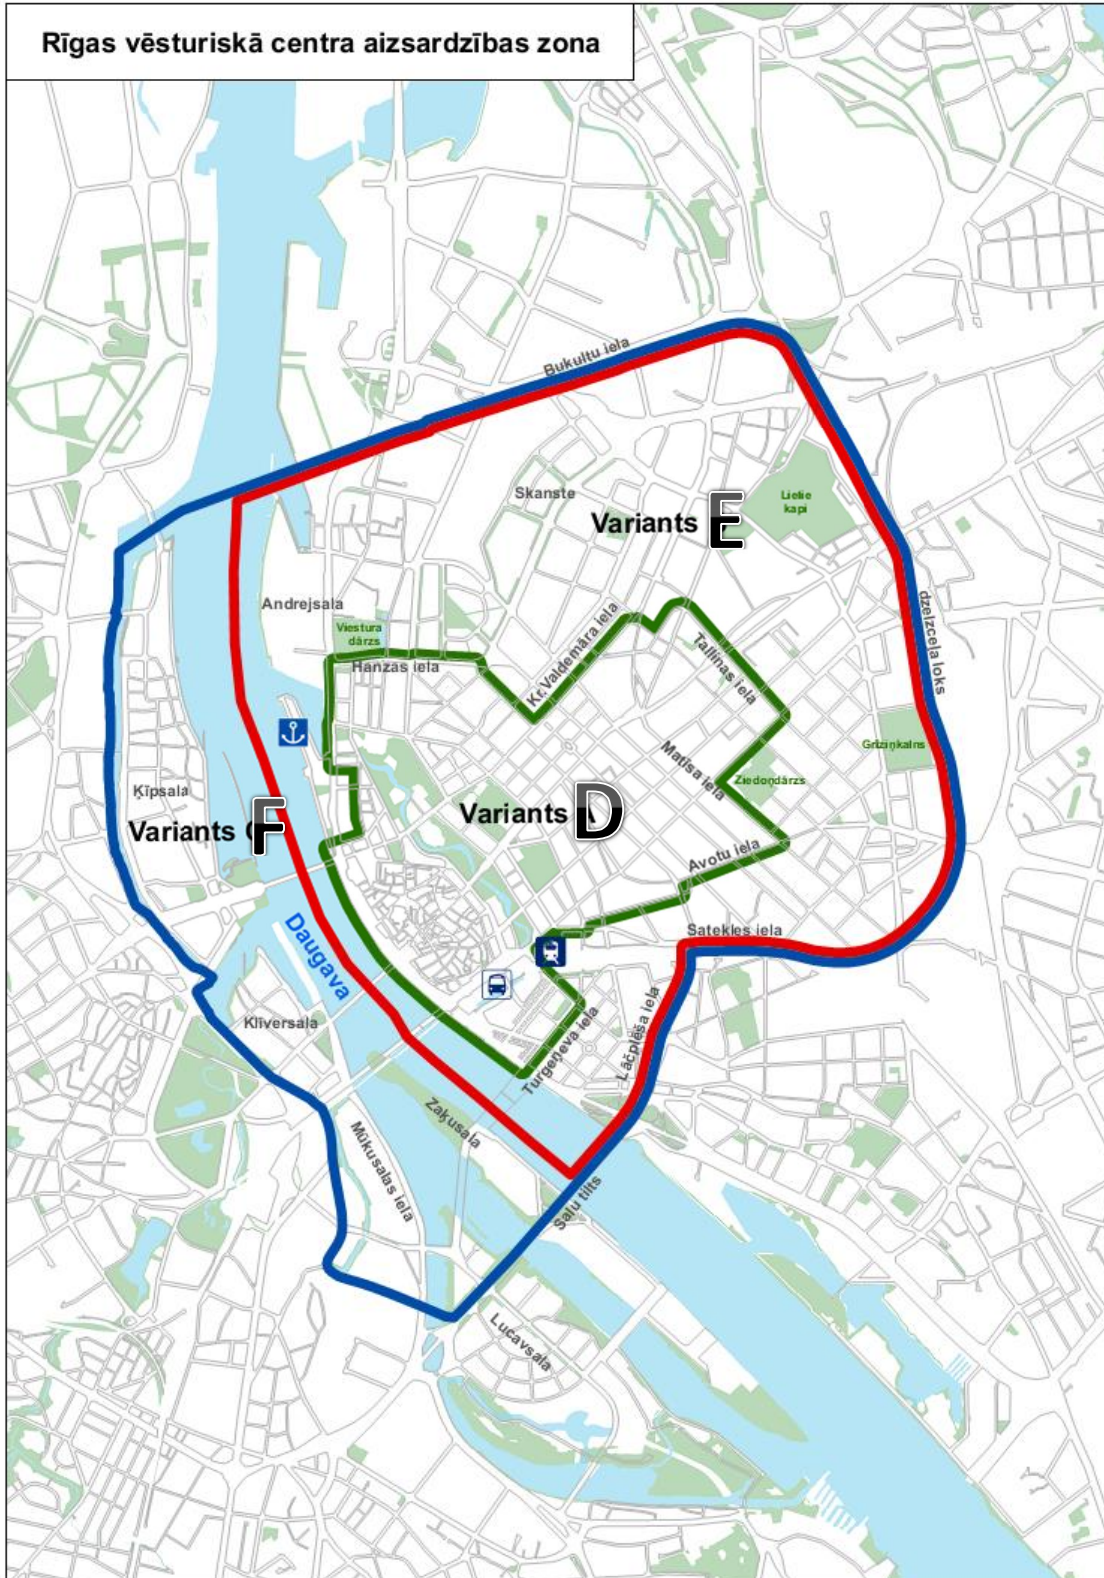 Rīgas vēsturiskā centra aizsardzības zona
Bukultu iela
Skanste
Lielie
kapi
Variants E
dzelzceļa loks
Andrejsala
Viestura
dārzs
Hanzas iela
Kr. Valdemāra iela
Tallinas iela
Grīziņkalns
Matīsa iela
Ziedoņdārzs
Ķīpsala
Variants F
Variants D
Avotu iela
Satekles iela
Daugava
Klīversala
Turgeņeva iela
Lāčplēša iela
Zaķusala
Mūkusalas iela
Salu tilts
Lucavsala